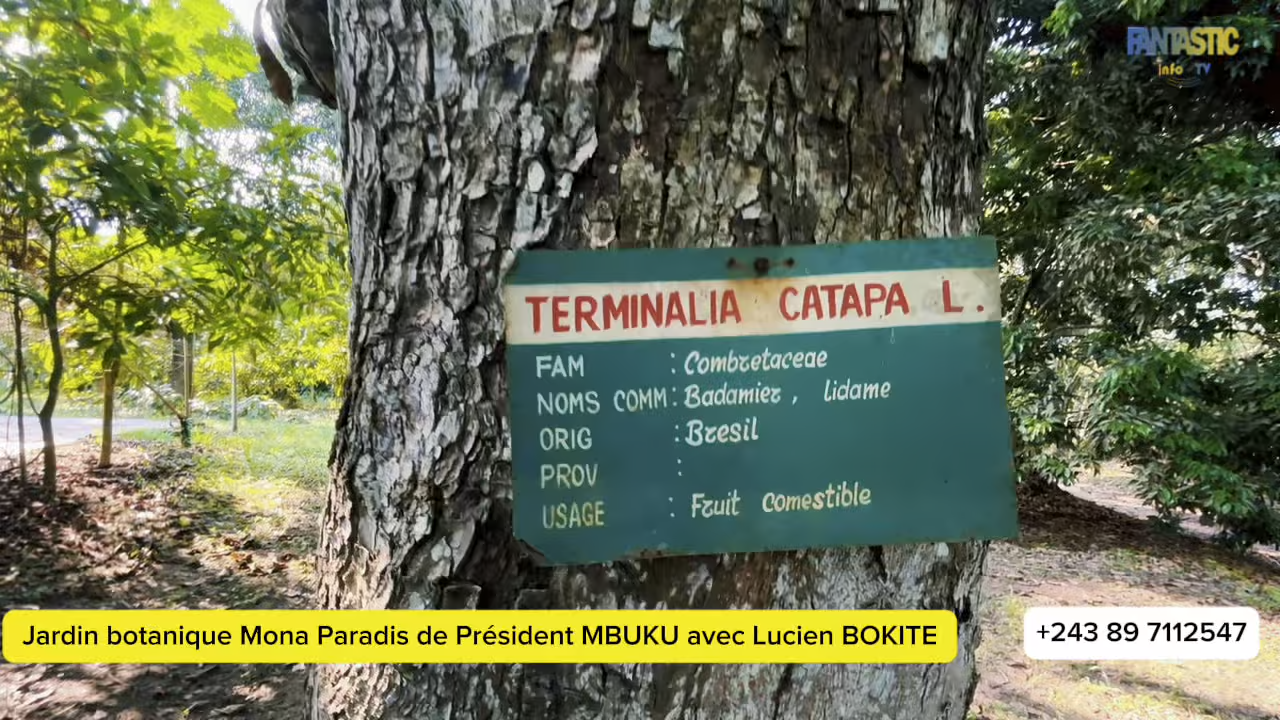 FANTASTIC
info TV
TERMINALIA CATAPA L.
FAM : Combretaceae
NOMS COMM : Badamier, lidame
ORIG : Bresil
PROV :
USAGE : Fruit comestible
Jardin botanique Mona Paradis de Président MBUKU avec Lucien BOKITE
+243 89 7112547